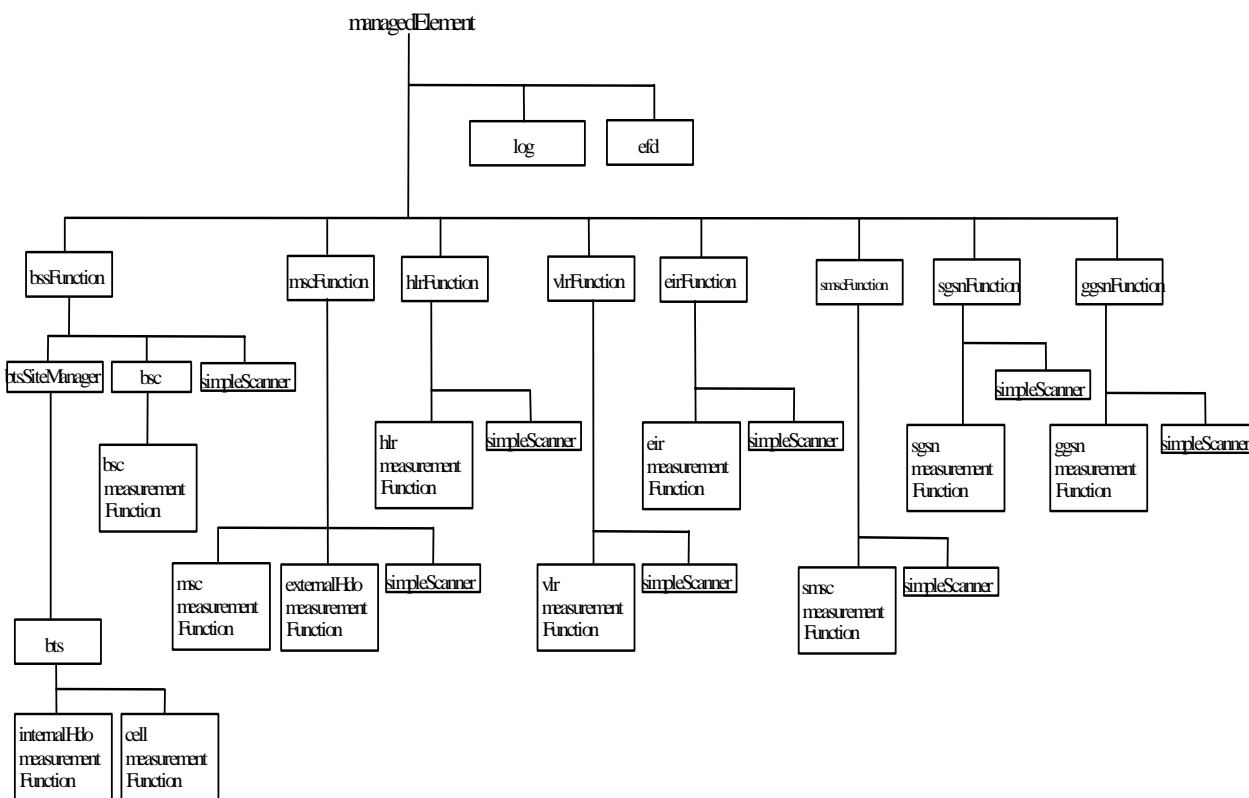 managedElement
log
efd
bssFunction
mscFunction
hlrFunction
vlrFunction
eirFunction
smscFunction
sgsnFunction
ggsnFunction
btsSiteManager
bsc
simpleScanner
simpleScanner
simpleScanner
hlr
measurement
Function
simpleScanner
eir
measurement
Function
simpleScanner
sgsn
measurement
Function
ggsn
measurement
Function
simpleScanner
bsc
measurement
Function
msc
measurement
Function
externalHdo
measurement
Function
simpleScanner
vlr
measurement
Function
simpleScanner
smsc
measurement
Function
simpleScanner
bts
internalHdo
measurement
Function
cell
measurement
Function